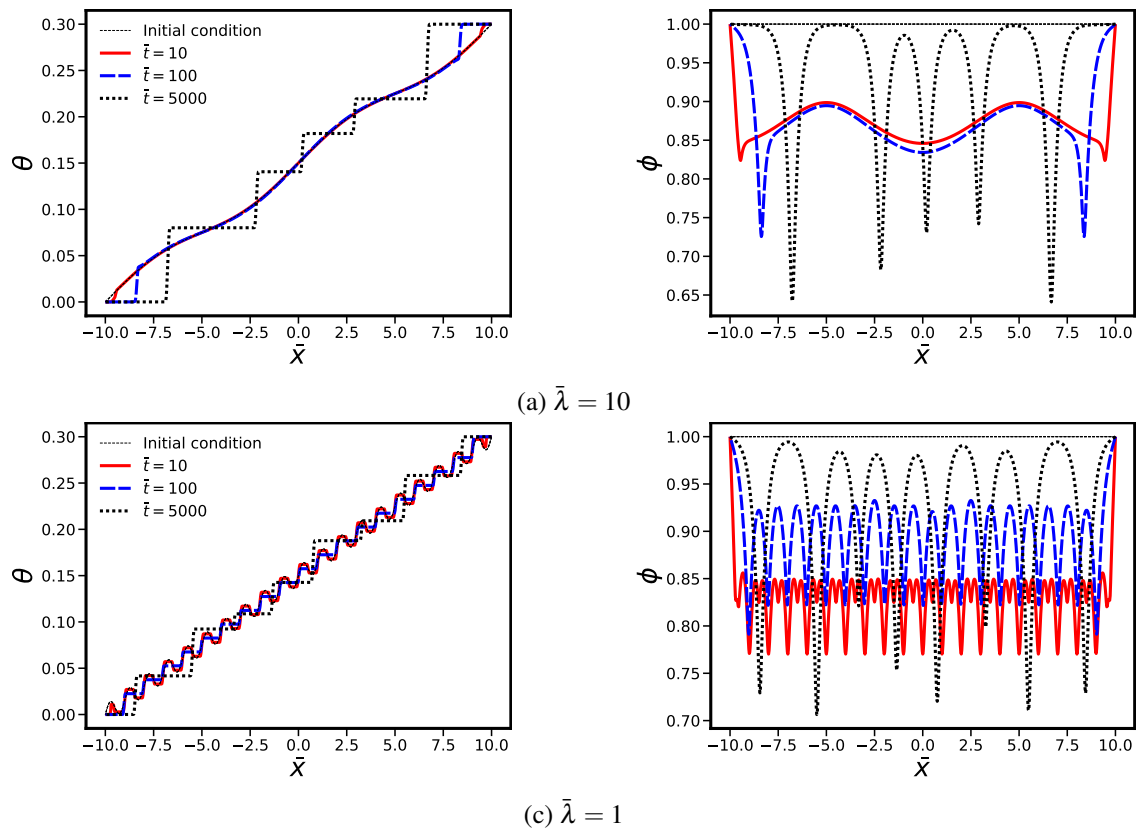 0.30
0.25
0.20
0.15
0.10
0.05
0.00
θ
Initial condition
t̄ = 10
t̄ = 100
t̄ = 5000
−10.0 −7.5 −5.0 −2.5 0.0 2.5 5.0 7.5 10.0
x̄
1.00
0.95
0.90
0.85
0.80
0.75
0.70
0.65
ϕ
−10.0 −7.5 −5.0 −2.5 0.0 2.5 5.0 7.5 10.0
x̄
(a) λ̄ = 10
0.30
0.25
0.20
0.15
0.10
0.05
0.00
θ
Initial condition
t̄ = 10
t̄ = 100
t̄ = 5000
−10.0 −7.5 −5.0 −2.5 0.0 2.5 5.0 7.5 10.0
x̄
1.00
0.95
0.90
0.85
0.80
0.75
0.70
ϕ
−10.0 −7.5 −5.0 −2.5 0.0 2.5 5.0 7.5 10.0
x̄
(c) λ̄ = 1